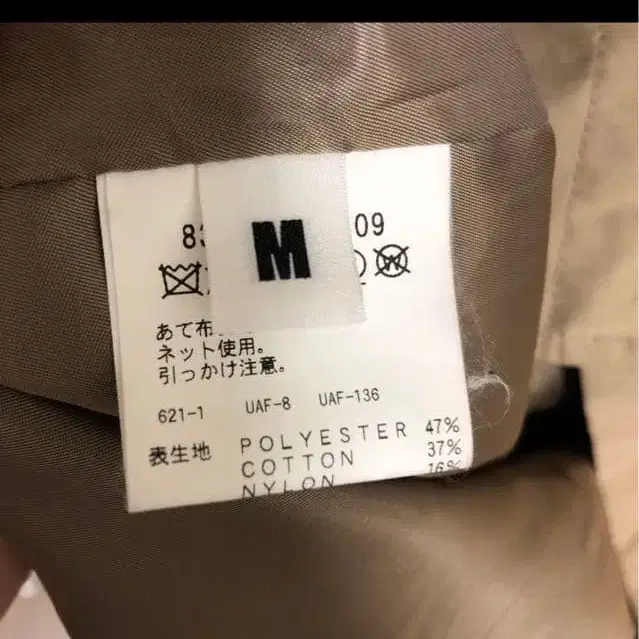 83 09
M
W
あて布
ネット使用。
引っかけ注意。
621-1 UAF-8 UAF-136
表生地 POLYESTER 47%
COTTON 37%
NYLON 16%